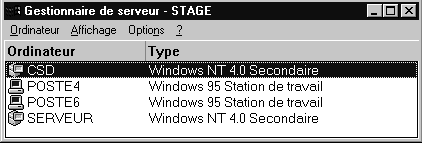 Gestionnaire de serveur - STAGE
Ordinateur Affichage Options ?
Ordinateur Type
CSD Windows NT 4.0 Secondaire
POSTE4 Windows 95 Station de travail
POSTE6 Windows 95 Station de travail
SERVEUR Windows NT 4.0 Secondaire